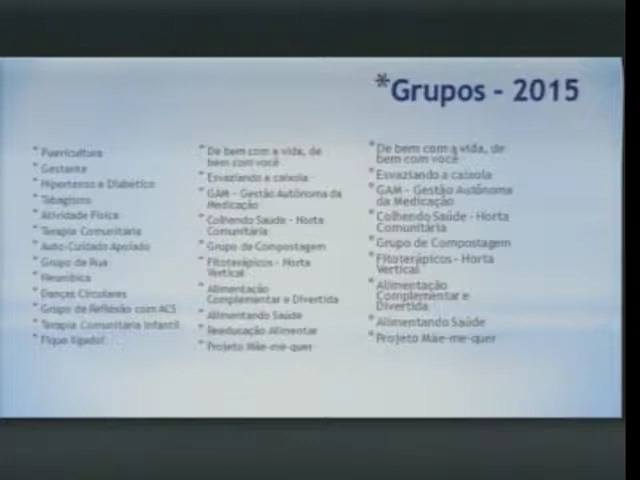 *Grupos - 2015
* Puericultura
* Gestante
* Hipertenso e Diabético
* Tabagismo
* Atividade Física
* Terapia Comunitária
* Auto-Cuidado Apoiado
* Grupo de Rua
* Danças Circulares
* Grupo de Reflexão com ACS
* Terapia Comunitária Infantil
* Fique ligado!
* De bem com a vida, de
bem com você
* Esvaziando a caixola
* GAM - Gestão Autônoma da
Medicação
* Colhendo Saúde - Horta
Comunitária
* Grupo de Compostagem
* Fitoterápicos - Horta
Vertical
* Alimentação
Complementar e Divertida
* Alimentando Saúde
* Reeducação Alimentar
* Projeto Mãe-me-quer
* De bem com a vida, de
bem com você
* Esvaziando a caixola
* GAM - Gestão Autônoma
da Medicação
* Colhendo Saúde - Horta
Comunitária
* Grupo de Compostagem
* Fitoterápicos - Horta
Vertical
* Alimentação
Complementar e
Divertida
* Alimentando Saúde
* Projeto Mãe-me-quer